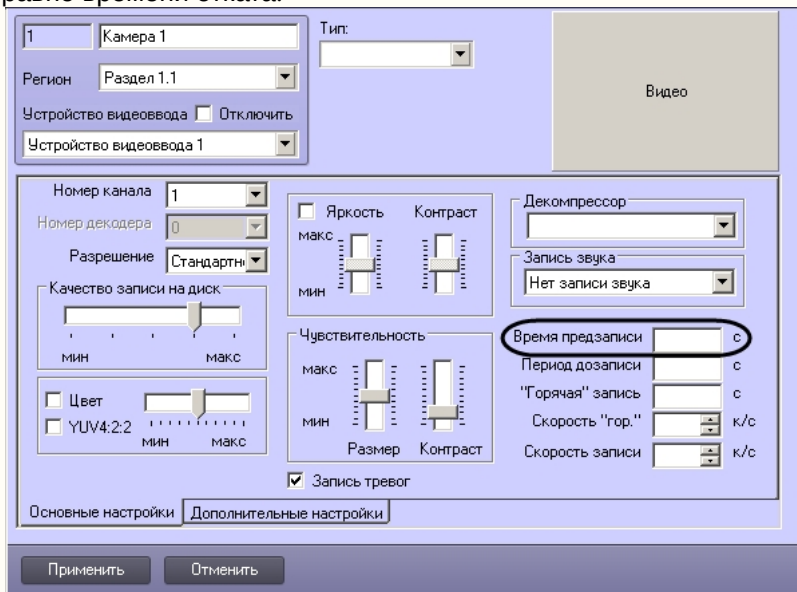 равно времени отката.
1
Камера 1
Тип:
Регион
Раздел 1.1
Устройство видеоввода
Отключить
Устройство видеоввода 1
Видео
Номер канала
1
Номер декодера
0
Разрешение
Стандартн
Качество записи на диск
мин
макс
Цвет
YUV4:2:2
мин
макс
Яркость
Контраст
макс
мин
Чувствительность
макс
мин
Размер
Контраст
Запись тревог
Декомпрессор
Запись звука
Нет записи звука
Время предзаписи
с
Период дозаписи
с
"Горячая" запись
с
Скорость "гор."
к/с
Скорость записи
к/с
Основные настройки
Дополнительные настройки
Применить
Отменить